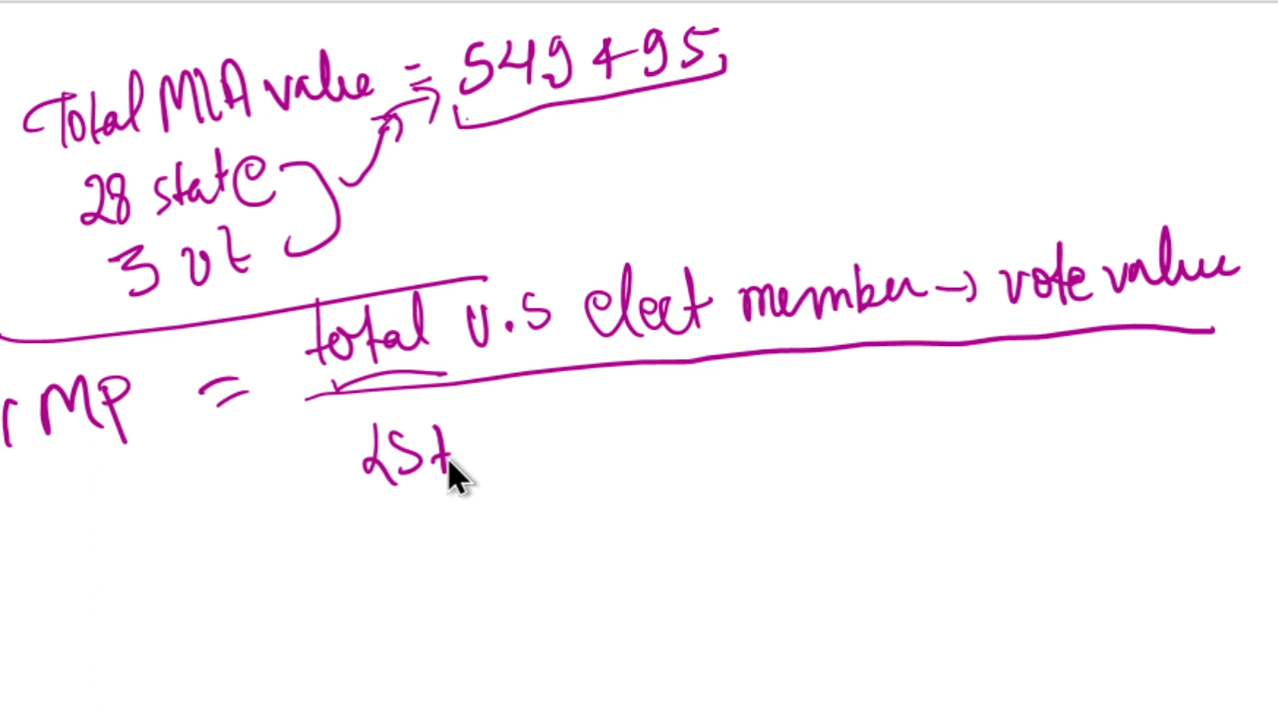 Total MLA value = 549495
28 state
3 UT
total V.S elect member → vote value
r MP =
LS +